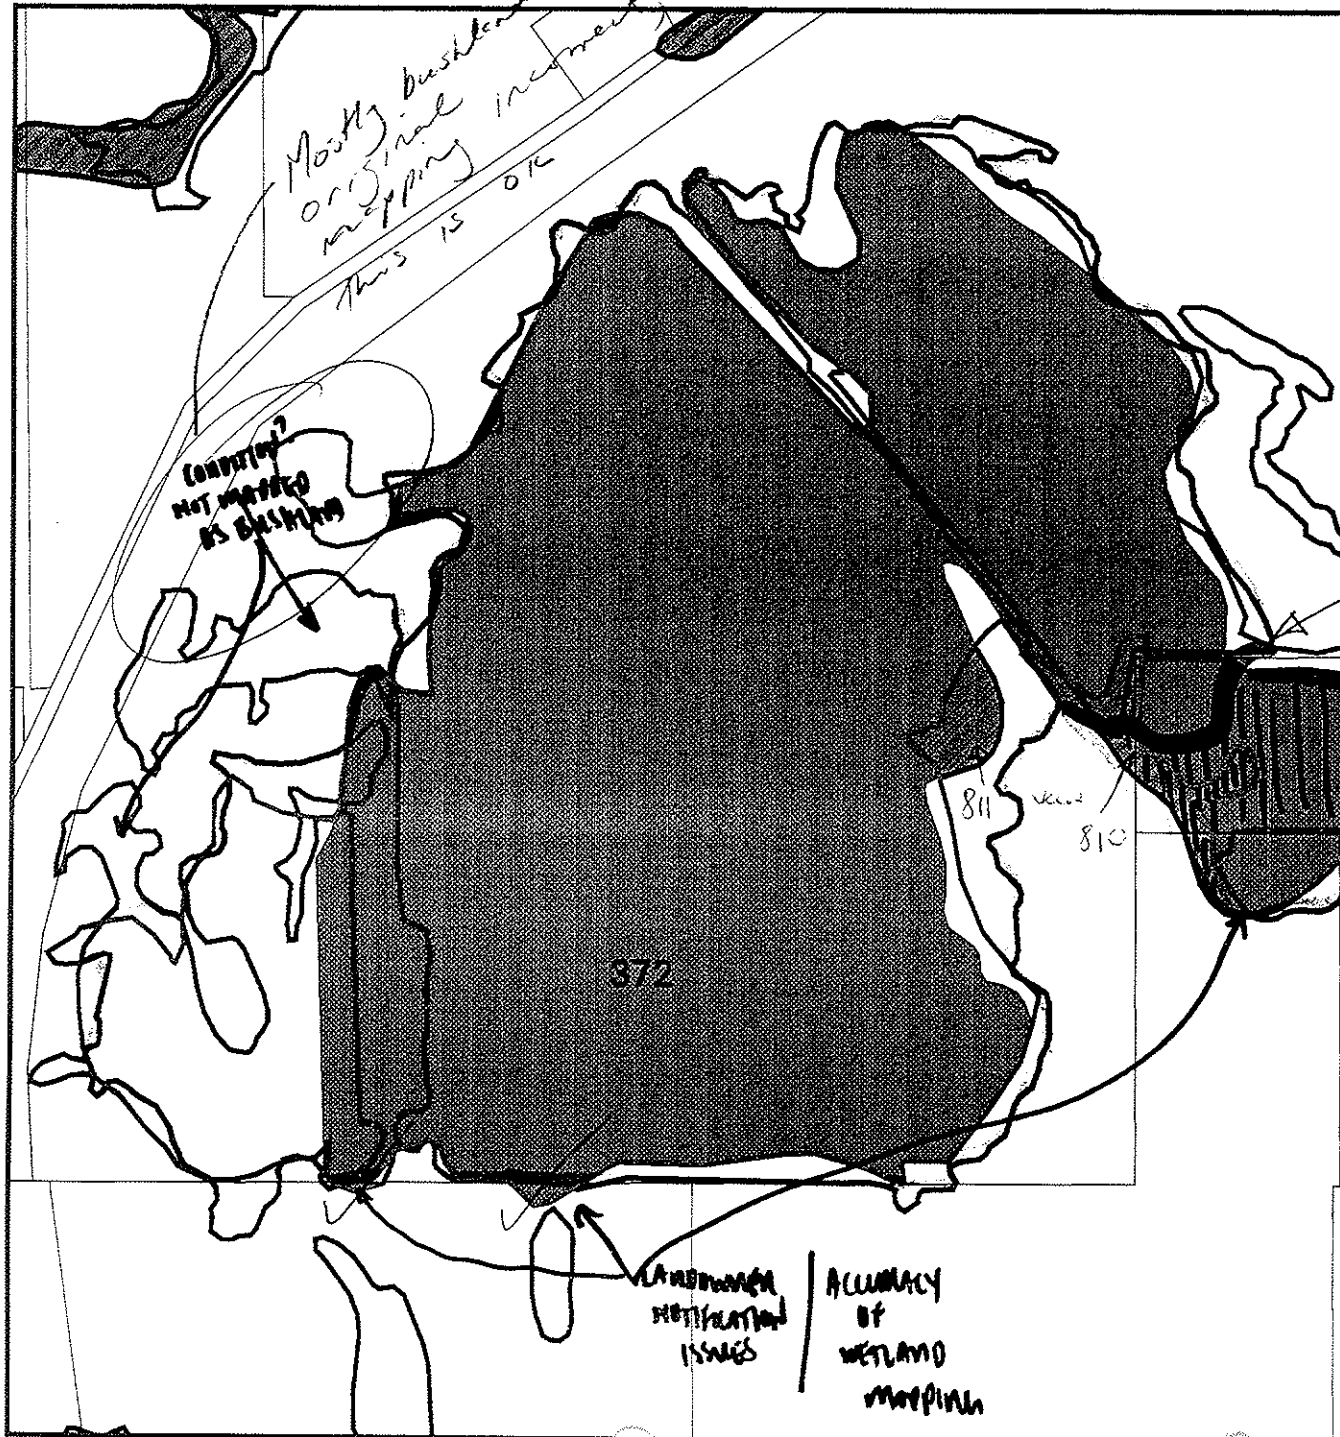 Mostly bushland
original
mapping incorrect
This is OK
CONDITION?
NOT MAPPED
AS BUSHLAND
811
810
372
LANDOWNER
NOTIFICATION
ISSUES
ACCURACY
OF
WETLAND
MAPPING